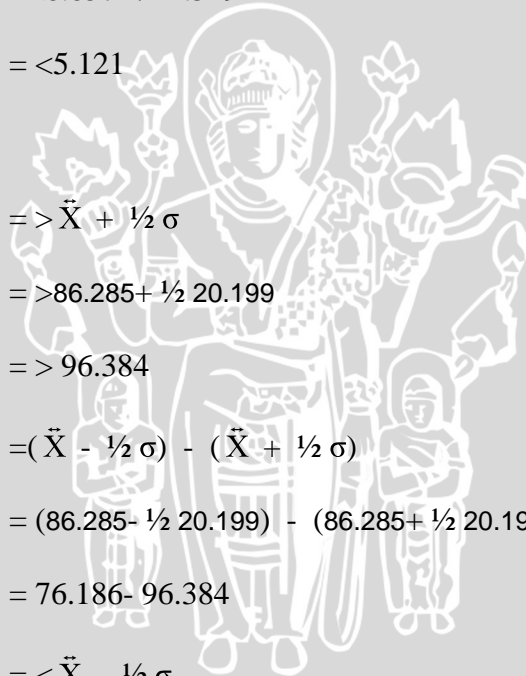 = <5.121
= > Ẍ + ½ σ
= >86.285+ ½ 20.199
= > 96.384
=( Ẍ - ½ σ) - ( Ẍ + ½ σ)
= (86.285- ½ 20.199) - (86.285+ ½ 20.19
= 76.186- 96.384
= < Ẍ - ½ σ